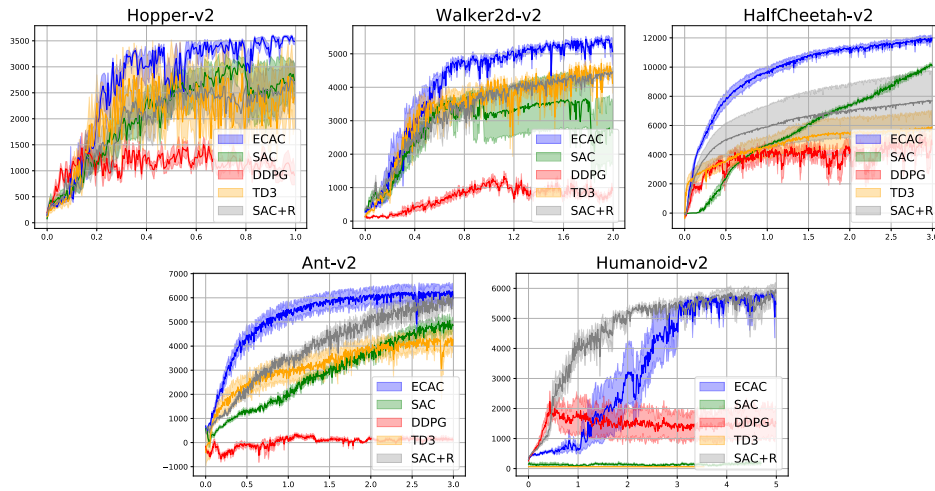 Hopper-v2
3500
3000
2500
2000
1500
1000
500
0
0.0 0.2 0.4 0.6 0.8 1.0
ECAC
SAC
DDPG
TD3
SAC+R
Walker2d-v2
5000
4000
3000
2000
1000
0
0.0 0.4 0.8 1.2 1.6 2.0
ECAC
SAC
DDPG
TD3
SAC+R
HalfCheetah-v2
12000
10000
8000
6000
4000
2000
0
0.0 0.5 1.0 1.5 2.0 2.5 3.0
ECAC
SAC
DDPG
TD3
SAC+R
Ant-v2
7000
6000
5000
4000
3000
2000
1000
0
−1000
0.0 0.5 1.0 1.5 2.0 2.5 3.0
ECAC
SAC
DDPG
TD3
SAC+R
Humanoid-v2
6000
5000
4000
3000
2000
1000
0
0 1 2 3 4 5
ECAC
SAC
DDPG
TD3
SAC+R